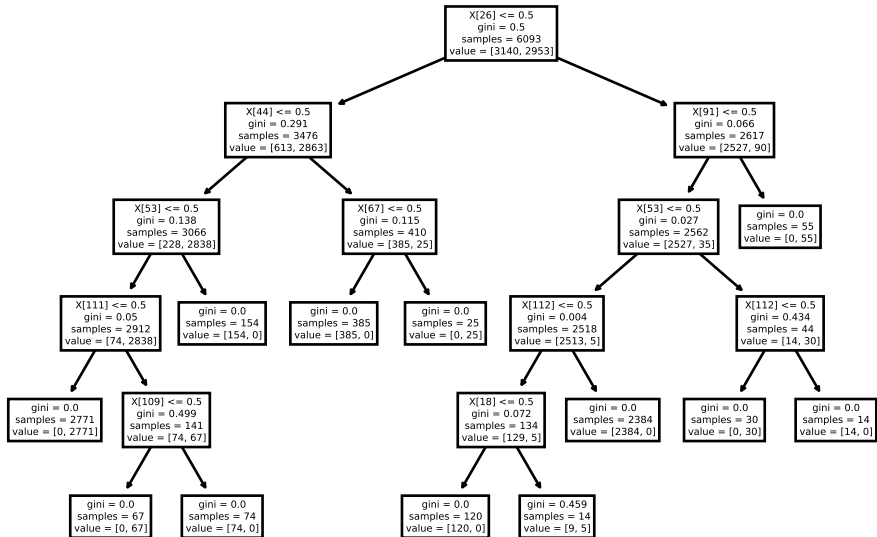 X[26] <= 0.5
gini = 0.5
samples = 6093
value = [3140, 2953]
X[44] <= 0.5
gini = 0.291
samples = 3476
value = [613, 2863]
X[91] <= 0.5
gini = 0.066
samples = 2617
value = [2527, 90]
X[53] <= 0.5
gini = 0.138
samples = 3066
value = [228, 2838]
X[67] <= 0.5
gini = 0.115
samples = 410
value = [385, 25]
X[53] <= 0.5
gini = 0.027
samples = 2562
value = [2527, 35]
gini = 0.0
samples = 55
value = [0, 55]
X[111] <= 0.5
gini = 0.05
samples = 2912
value = [74, 2838]
gini = 0.0
samples = 154
value = [154, 0]
gini = 0.0
samples = 385
value = [385, 0]
gini = 0.0
samples = 25
value = [0, 25]
X[112] <= 0.5
gini = 0.004
samples = 2518
value = [2513, 5]
X[112] <= 0.5
gini = 0.434
samples = 44
value = [14, 30]
gini = 0.0
samples = 2771
value = [0, 2771]
X[109] <= 0.5
gini = 0.499
samples = 141
value = [74, 67]
X[18] <= 0.5
gini = 0.072
samples = 134
value = [129, 5]
gini = 0.0
samples = 2384
value = [2384, 0]
gini = 0.0
samples = 30
value = [0, 30]
gini = 0.0
samples = 14
value = [14, 0]
gini = 0.0
samples = 67
value = [0, 67]
gini = 0.0
samples = 74
value = [74, 0]
gini = 0.0
samples = 120
value = [120, 0]
gini = 0.459
samples = 14
value = [9, 5]